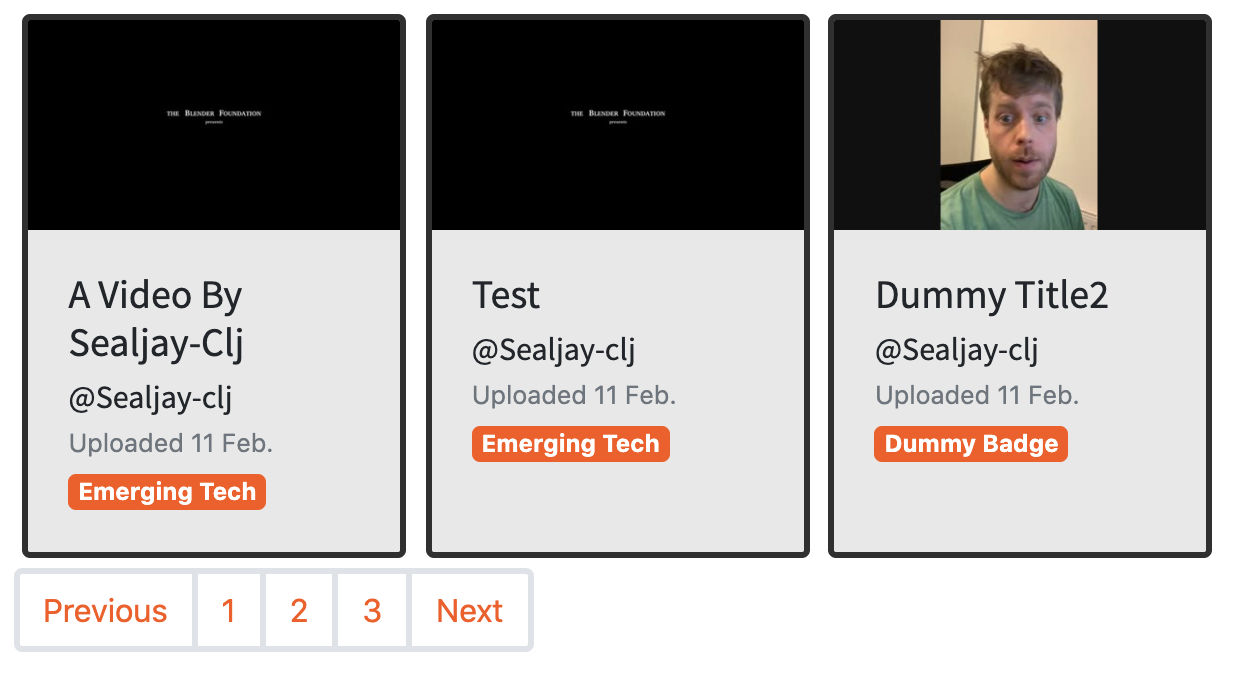 THE BLENDER FOUNDATION
presents
A Video By
Sealjay-Clj
@Sealjay-clj
Uploaded 11 Feb.
Emerging Tech
THE BLENDER FOUNDATION
presents
Test
@Sealjay-clj
Uploaded 11 Feb.
Emerging Tech
Dummy Title2
@Sealjay-clj
Uploaded 11 Feb.
Dummy Badge
Previous 1 2 3 Next